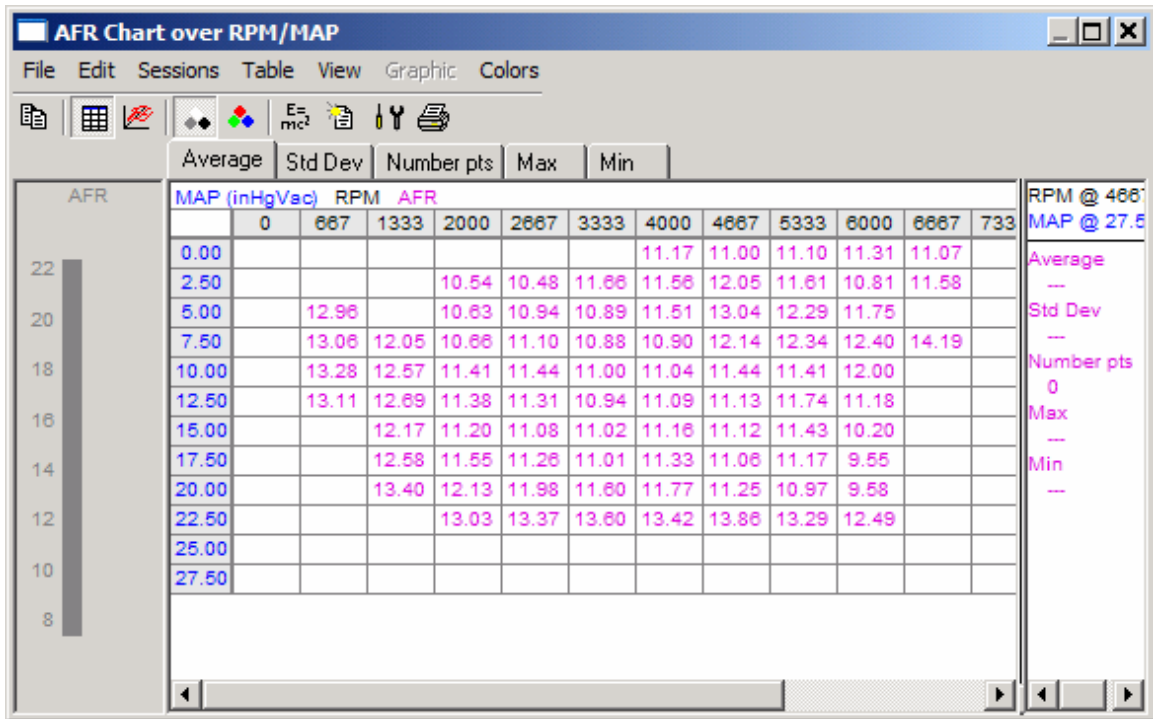 AFR Chart over RPM/MAP
File Edit Sessions Table View Graphic Colors
E= mc²
Average Std Dev Number pts Max Min
AFR
22
20
18
16
14
12
10
8
MAP (inHgVac) RPM AFR
0 667 1333 2000 2667 3333 4000 4667 5333 6000 6667 733
0.00 11.17 11.00 11.10 11.31 11.07
2.50 10.54 10.48 11.66 11.56 12.05 11.61 10.81 11.58
5.00 12.96 10.63 10.94 10.89 11.51 13.04 12.29 11.75
7.50 13.06 12.05 10.66 11.10 10.88 10.90 12.14 12.34 12.40 14.19
10.00 13.28 12.57 11.41 11.44 11.00 11.04 11.44 11.41 12.00
12.50 13.11 12.69 11.38 11.31 10.94 11.09 11.13 11.74 11.18
15.00 12.17 11.20 11.08 11.02 11.16 11.12 11.43 10.20
17.50 12.58 11.55 11.26 11.01 11.33 11.06 11.17 9.55
20.00 13.40 12.13 11.98 11.60 11.77 11.25 10.97 9.58
22.50 13.03 13.37 13.60 13.42 13.86 13.29 12.49
25.00
27.50
RPM @ 4667
MAP @ 27.5
Average
---
Std Dev
---
Number pts
0
Max
---
Min
---